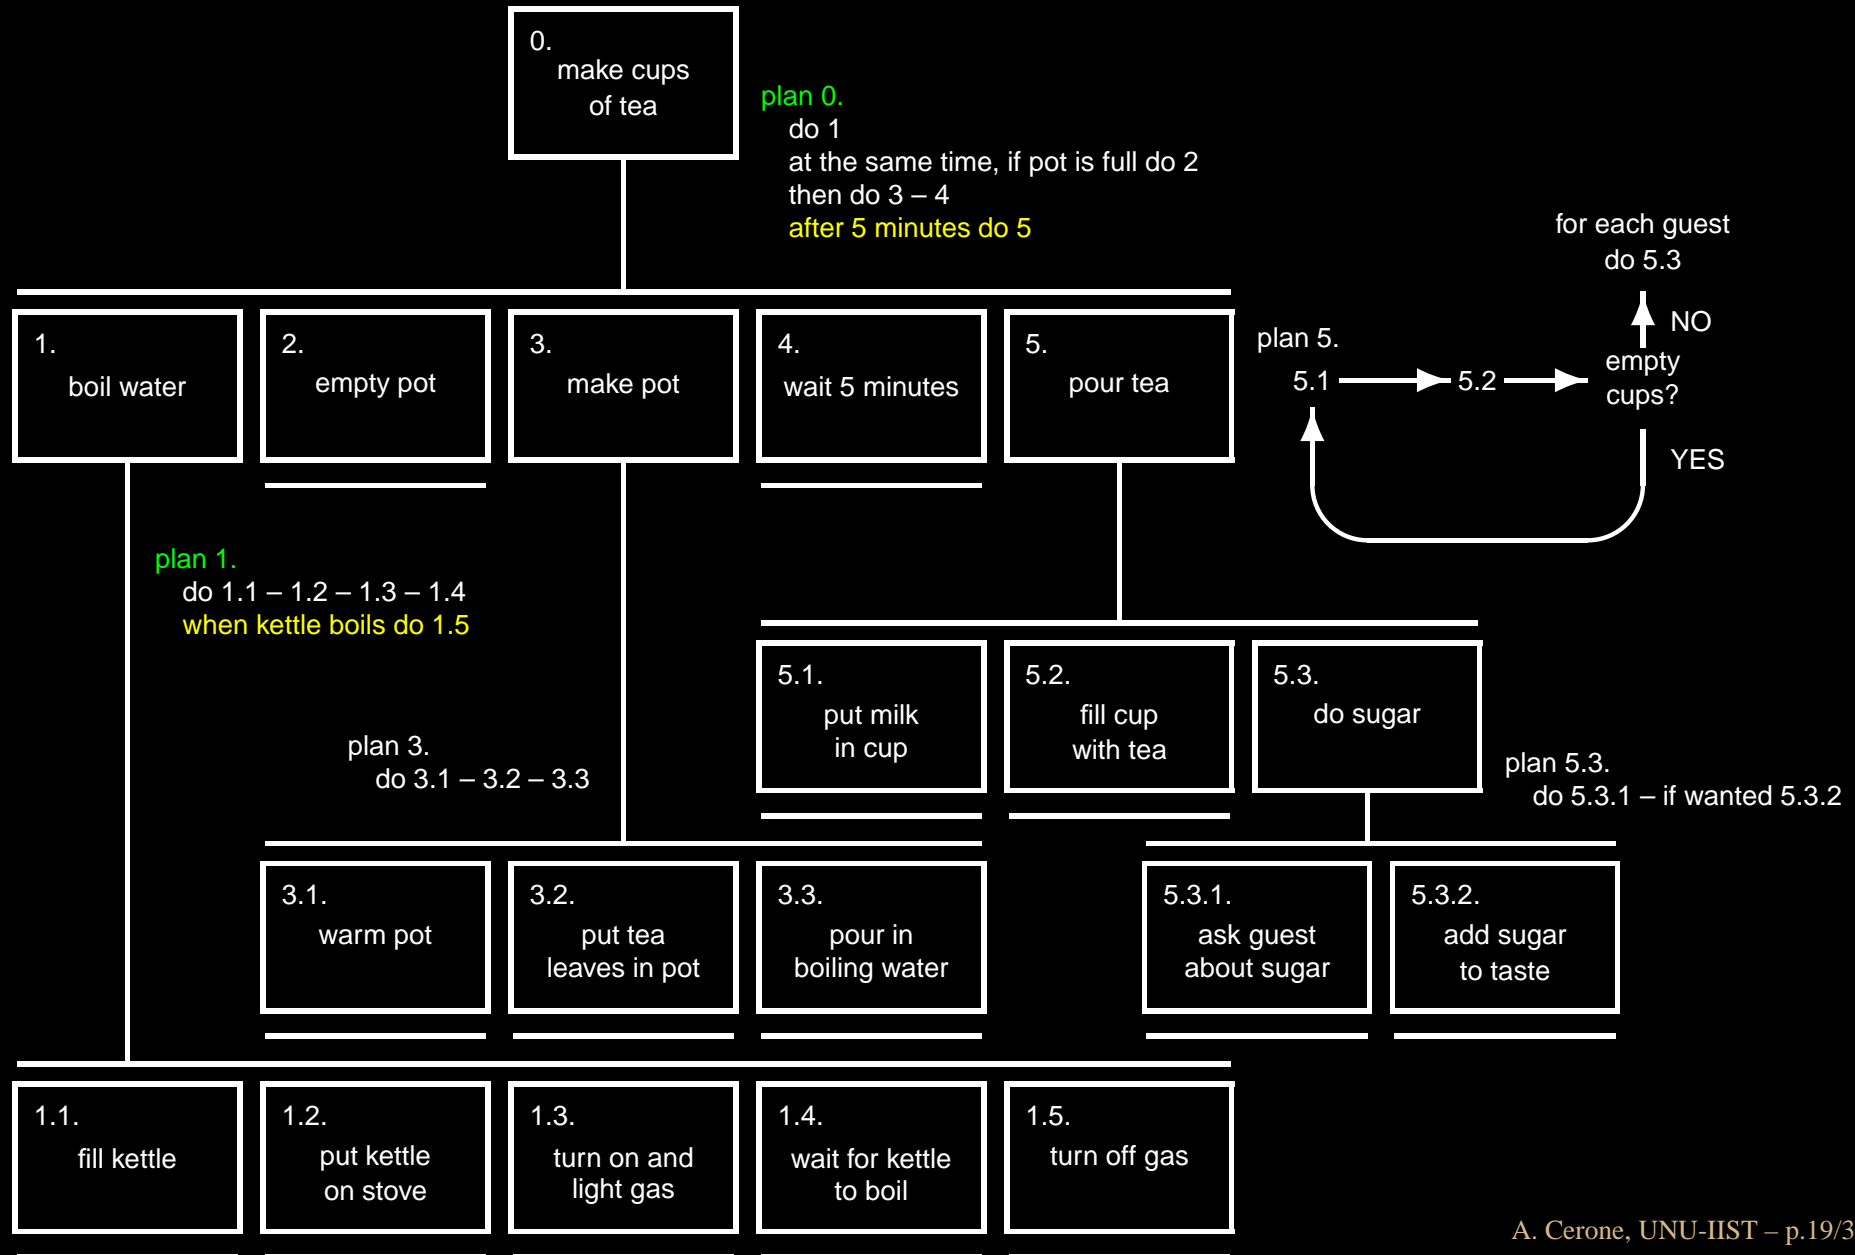 0.
make cups
of tea
plan 0.
do 1
at the same time, if pot is full do 2
then do 3 – 4
after 5 minutes do 5
1.
boil water
2.
empty pot
3.
make pot
4.
wait 5 minutes
5.
pour tea
plan 5.
5.1
5.2
empty
cups?
NO
for each guest
do 5.3
YES
plan 1.
do 1.1 – 1.2 – 1.3 – 1.4
when kettle boils do 1.5
plan 3.
do 3.1 – 3.2 – 3.3
5.1.
put milk
in cup
5.2.
fill cup
with tea
5.3.
do sugar
plan 5.3.
do 5.3.1 – if wanted 5.3.2
3.1.
warm pot
3.2.
put tea
leaves in pot
3.3.
pour in
boiling water
5.3.1.
ask guest
about sugar
5.3.2.
add sugar
to taste
1.1.
fill kettle
1.2.
put kettle
on stove
1.3.
turn on and
light gas
1.4.
wait for kettle
to boil
1.5.
turn off gas
A. Cerone, UNU-IIST – p.19/3